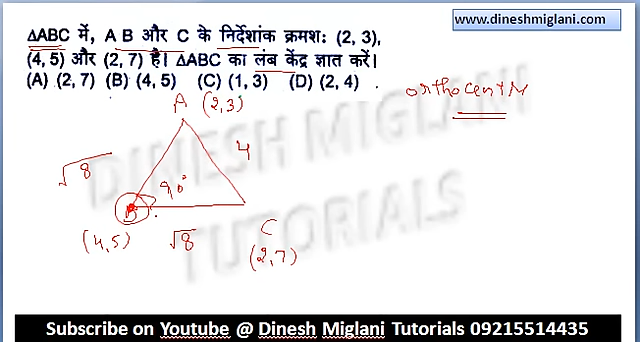 www.dineshmiglani.com
ΔABC में, A B और C के निर्देशांक क्रमशः (2, 3),
(4, 5) और (2, 7) है। ΔABC का लंब केंद्र ज्ञात करें।
(A) (2, 7) (B) (4, 5) (C) (1, 3) (D) (2, 4)
A (2,3)
√8
4
90°
B
C
(4,5)
√8
(2,7)
DINESH MIGLANI
TUTORIALS
Subscribe on Youtube @ Dinesh Miglani Tutorials 09215514435